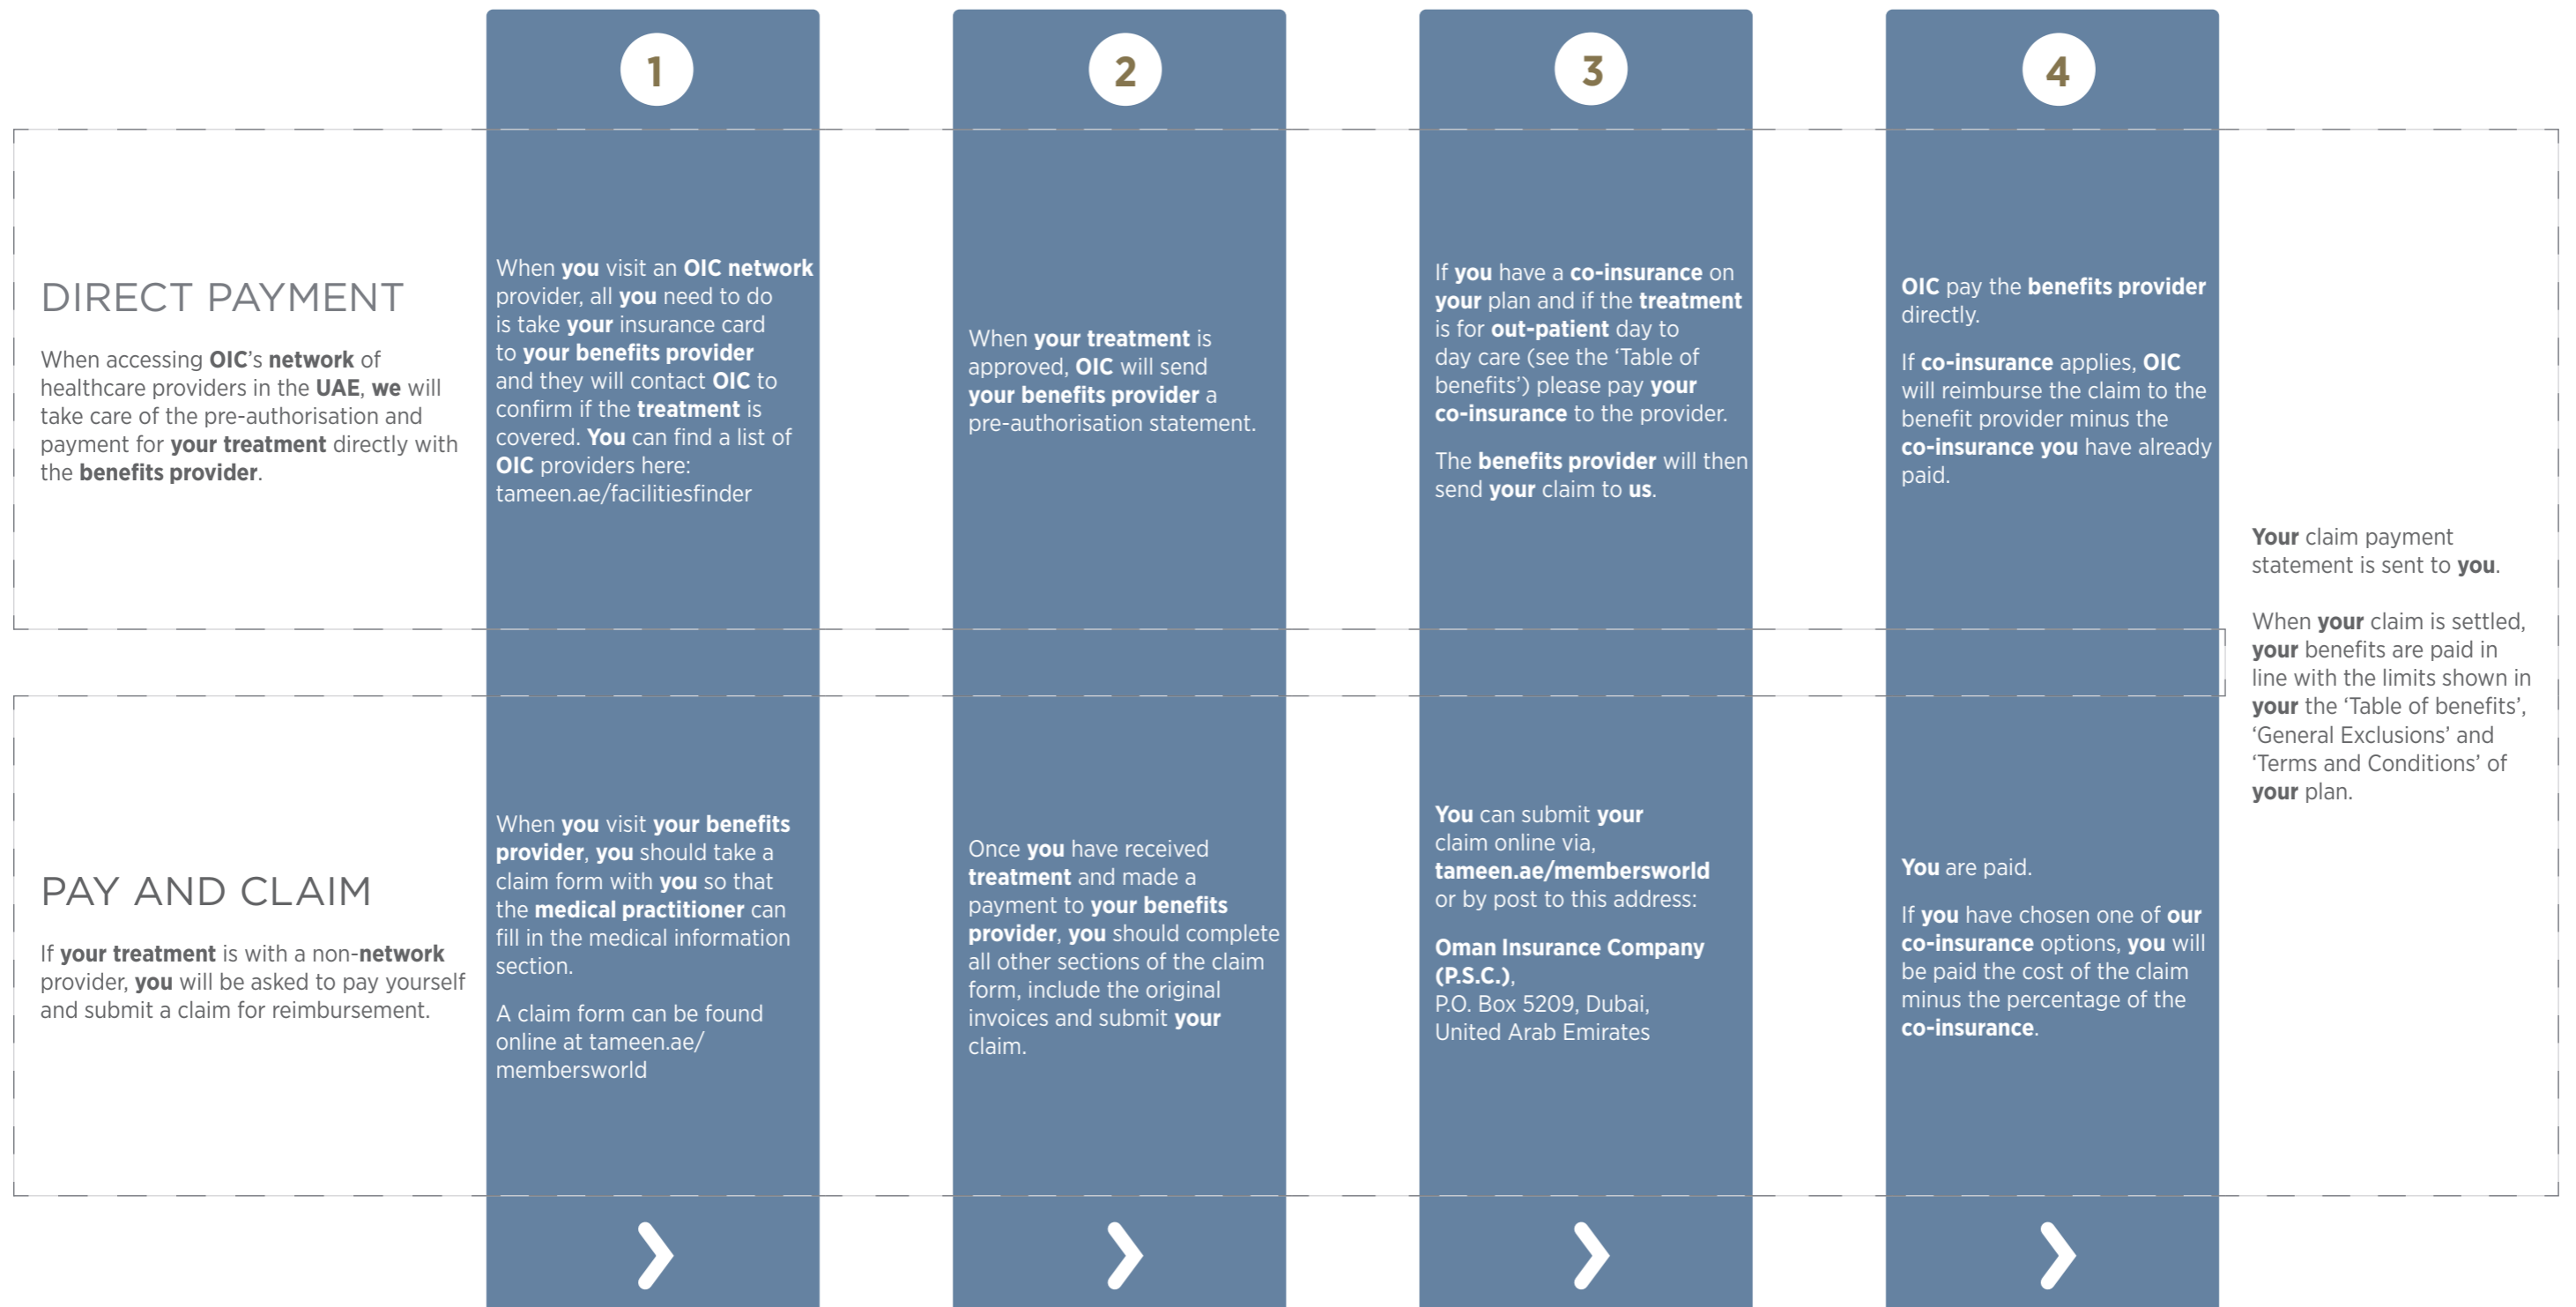 1
2
3
4
DIRECT PAYMENT
When accessing OIC's network of
healthcare providers in the UAE, we will
take care of the pre-authorisation and
payment for your treatment directly with
the benefits provider.
When you visit an OIC network
provider, all you need to do
is take your insurance card
to your benefits provider
and they will contact OIC to
confirm if the treatment is
covered. You can find a list of
OIC providers here:
tameen.ae/facilitiesfinder
When your treatment is
approved, OIC will send
your benefits provider a
pre-authorisation statement.
If you have a co-insurance on
your plan and if the treatment
is for out-patient day to
day care (see the ‘Table of
benefits’) please pay your
co-insurance to the provider.
The benefits provider will then
send your claim to us.
OIC pay the benefits provider
directly.
If co-insurance applies, OIC
will reimburse the claim to the
benefit provider minus the
co-insurance you have already
paid.
PAY AND CLAIM
If your treatment is with a non-network
provider, you will be asked to pay yourself
and submit a claim for reimbursement.
When you visit your benefits
provider, you should take a
claim form with you so that
the medical practitioner can
fill in the medical information
section.
A claim form can be found
online at tameen.ae/
membersworld
Once you have received
treatment and made a
payment to your benefits
provider, you should complete
all other sections of the claim
form, include the original
invoices and submit your
claim.
You can submit your
claim online via,
tameen.ae/membersworld
or by post to this address:
Oman Insurance Company
(P.S.C.),
P.O. Box 5209, Dubai,
United Arab Emirates
You are paid.
If you have chosen one of our
co-insurance options, you will
be paid the cost of the claim
minus the percentage of the
co-insurance.
Your claim payment
statement is sent to you.
When your claim is settled,
your benefits are paid in
line with the limits shown in
your the ‘Table of benefits’,
‘General Exclusions’ and
‘Terms and Conditions’ of
your plan.